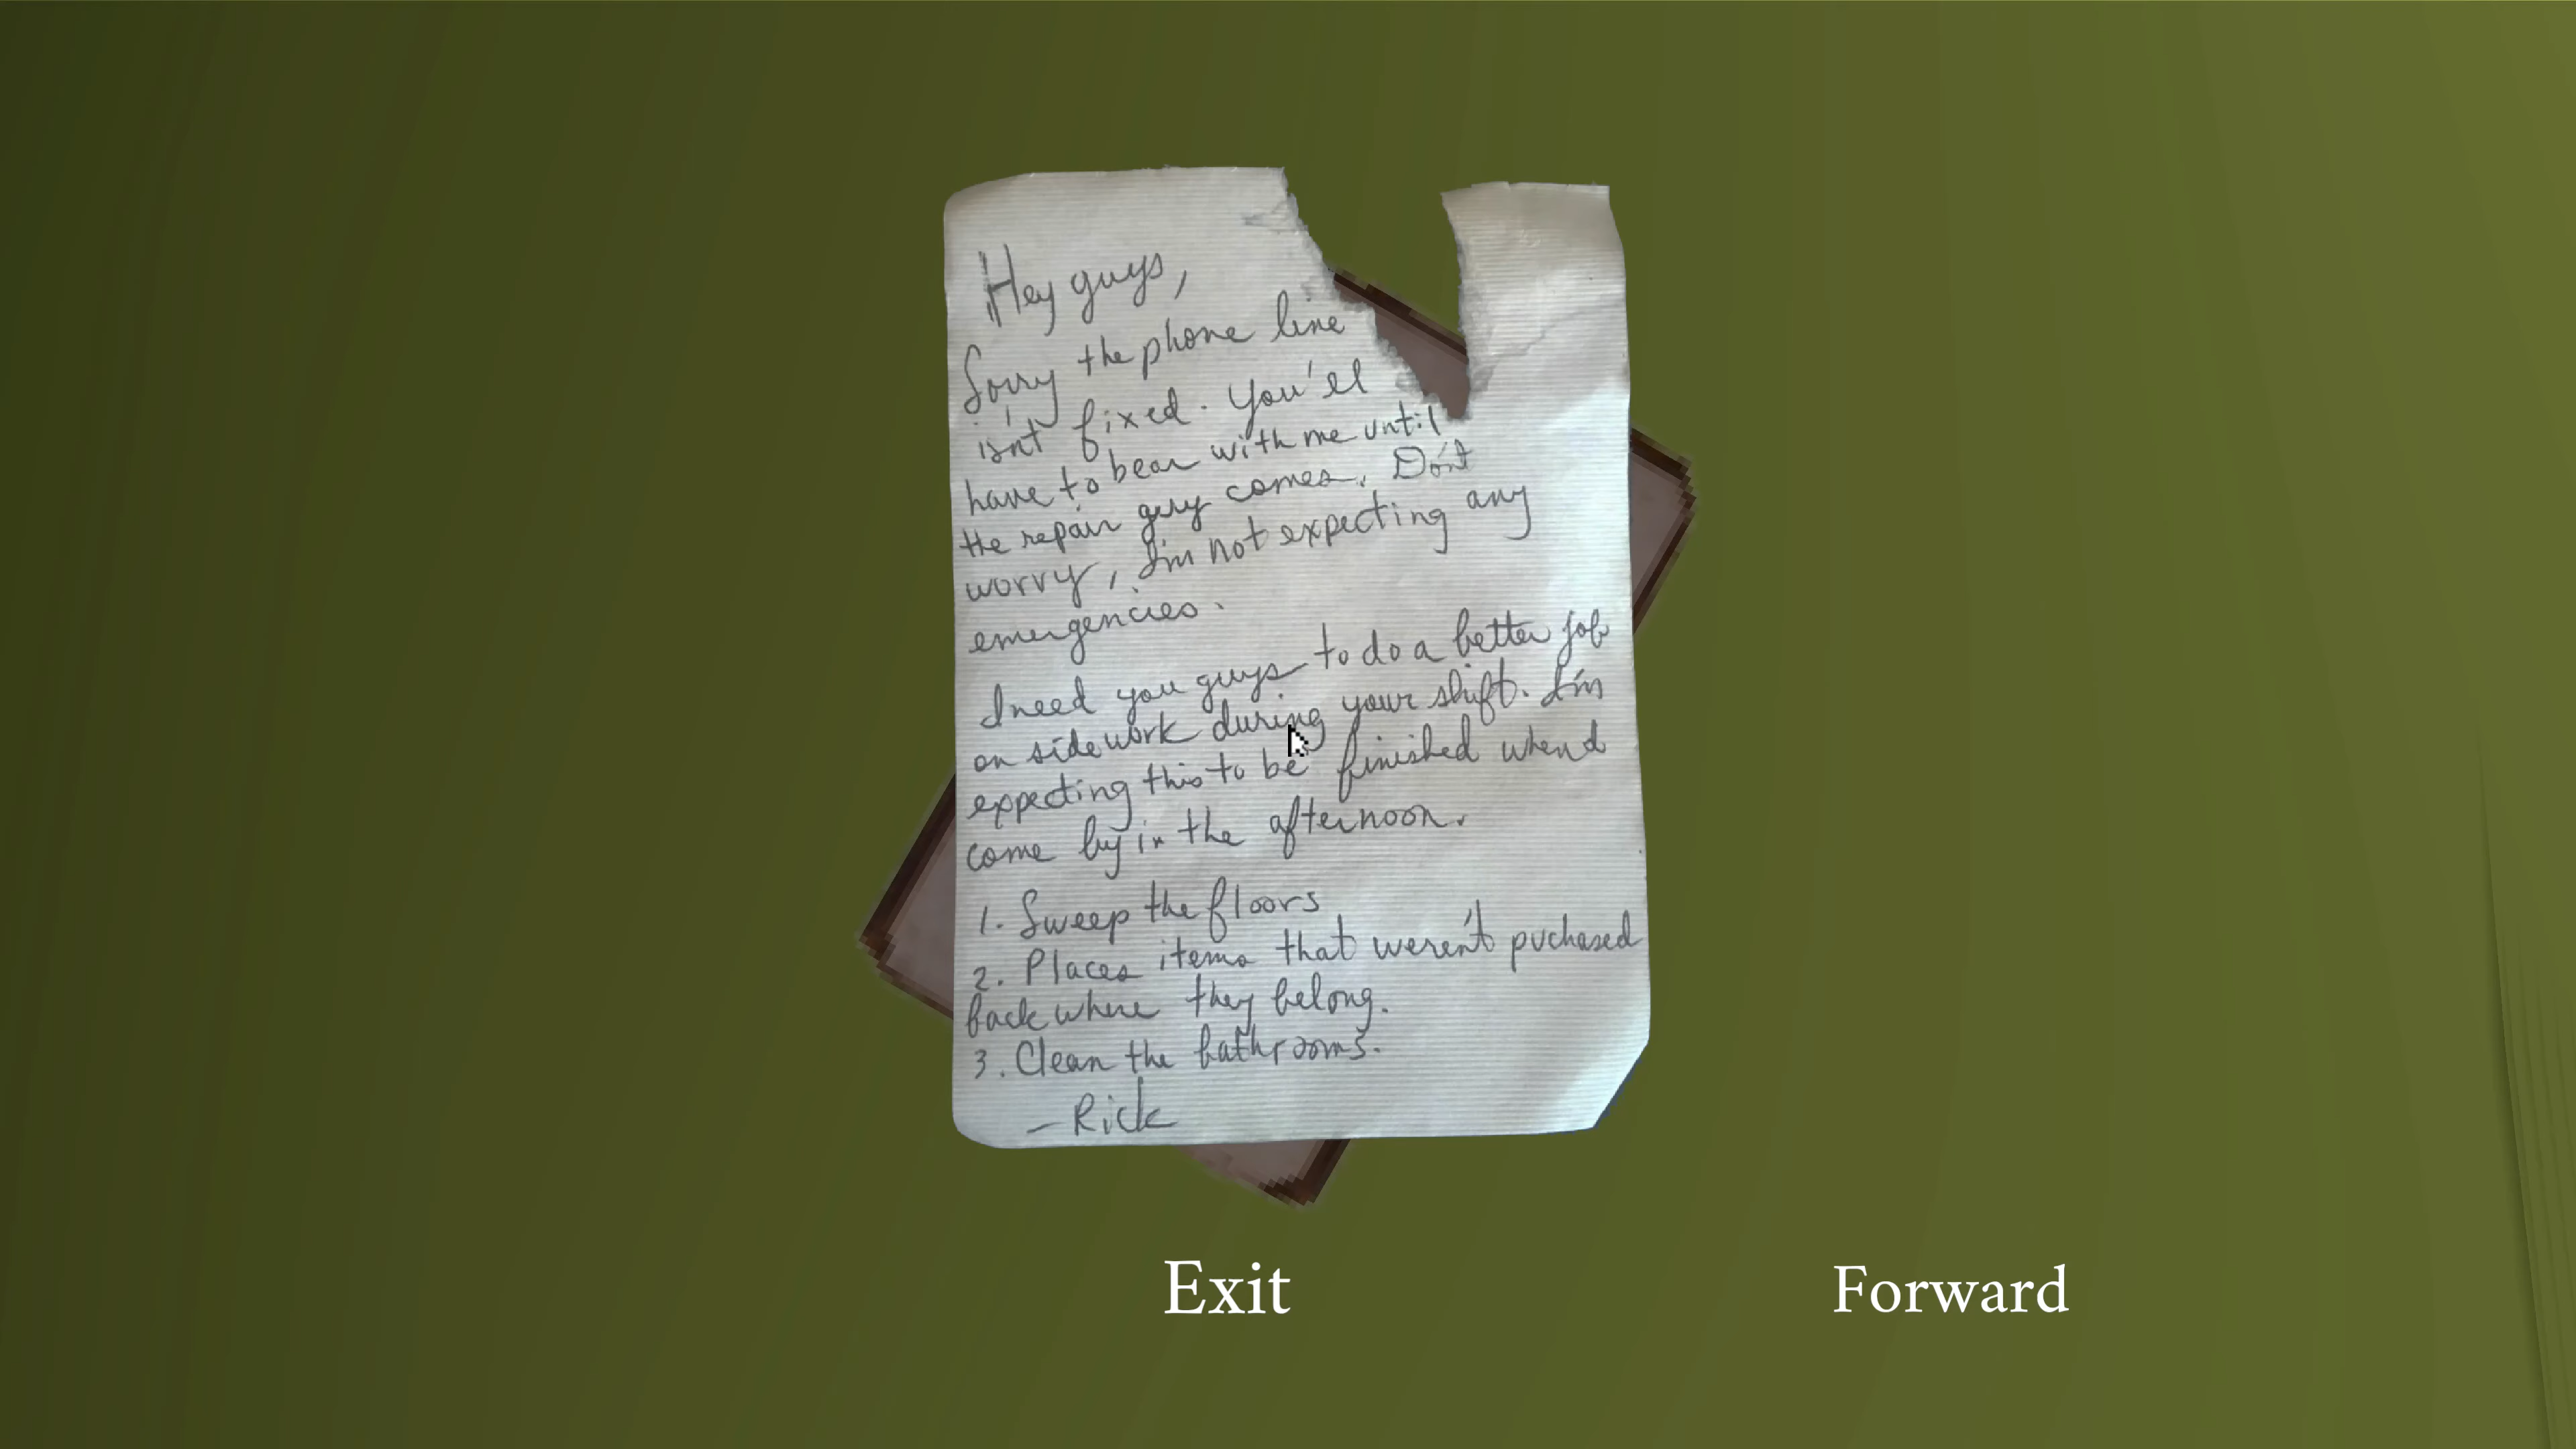 Hey guys,
Sorry the phone line
isn't fixed. You'll
have to bear with me until
the repair guy comes. Don't
worry, I'm not expecting any
emergencies.
I need you guys to do a better job
on sidework during your shift. I'm
expecting this to be finished when I
come by in the afternoon.
1. Sweep the floors
2. Places items that weren't puchased
back where they belong.
3. Clean the bathrooms.
– Rick
Exit
Forward